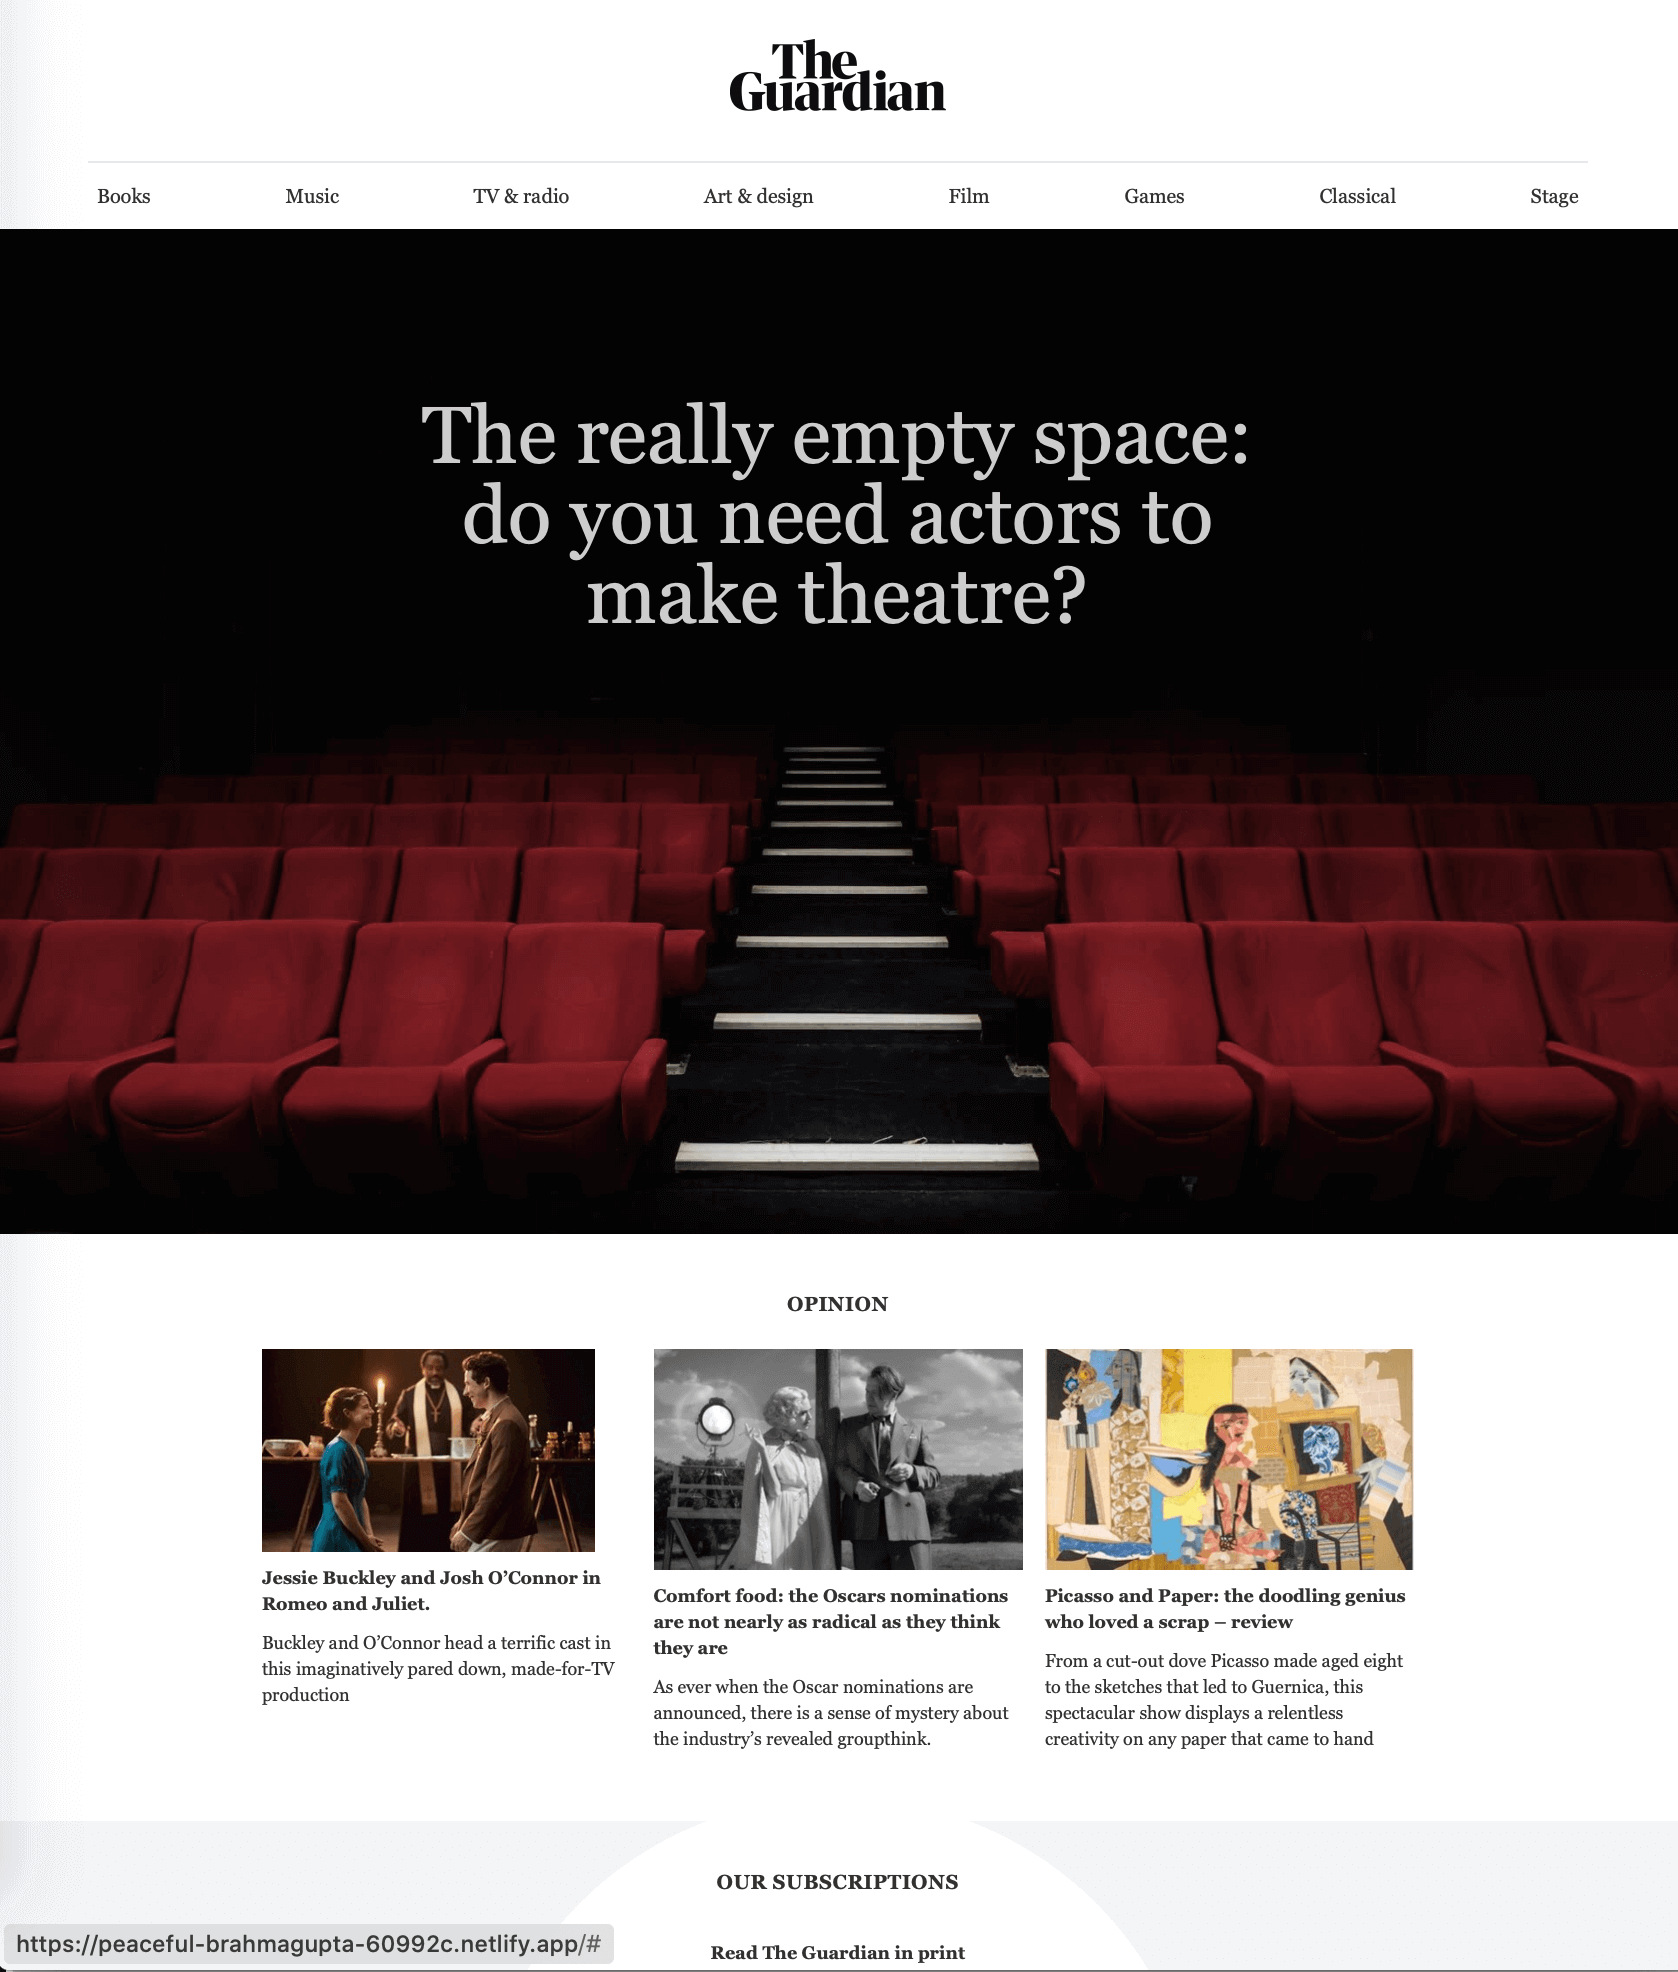 The
Guardian
Books Music TV & radio Art & design Film Games Classical Stage
The really empty space:
do you need actors to
make theatre?
OPINION
Jessie Buckley and Josh O’Connor in
Romeo and Juliet.
Buckley and O’Connor head a terrific cast in
this imaginatively pared down, made-for-TV
production
Comfort food: the Oscars nominations
are not nearly as radical as they think
they are
As ever when the Oscar nominations are
announced, there is a sense of mystery about
the industry’s revealed groupthink.
Picasso and Paper: the doodling genius
who loved a scrap – review
From a cut-out dove Picasso made aged eight
to the sketches that led to Guernica, this
spectacular show displays a relentless
creativity on any paper that came to hand
OUR SUBSCRIPTIONS
Read The Guardian in print
https://peaceful-brahmagupta-60992c.netlify.app/#